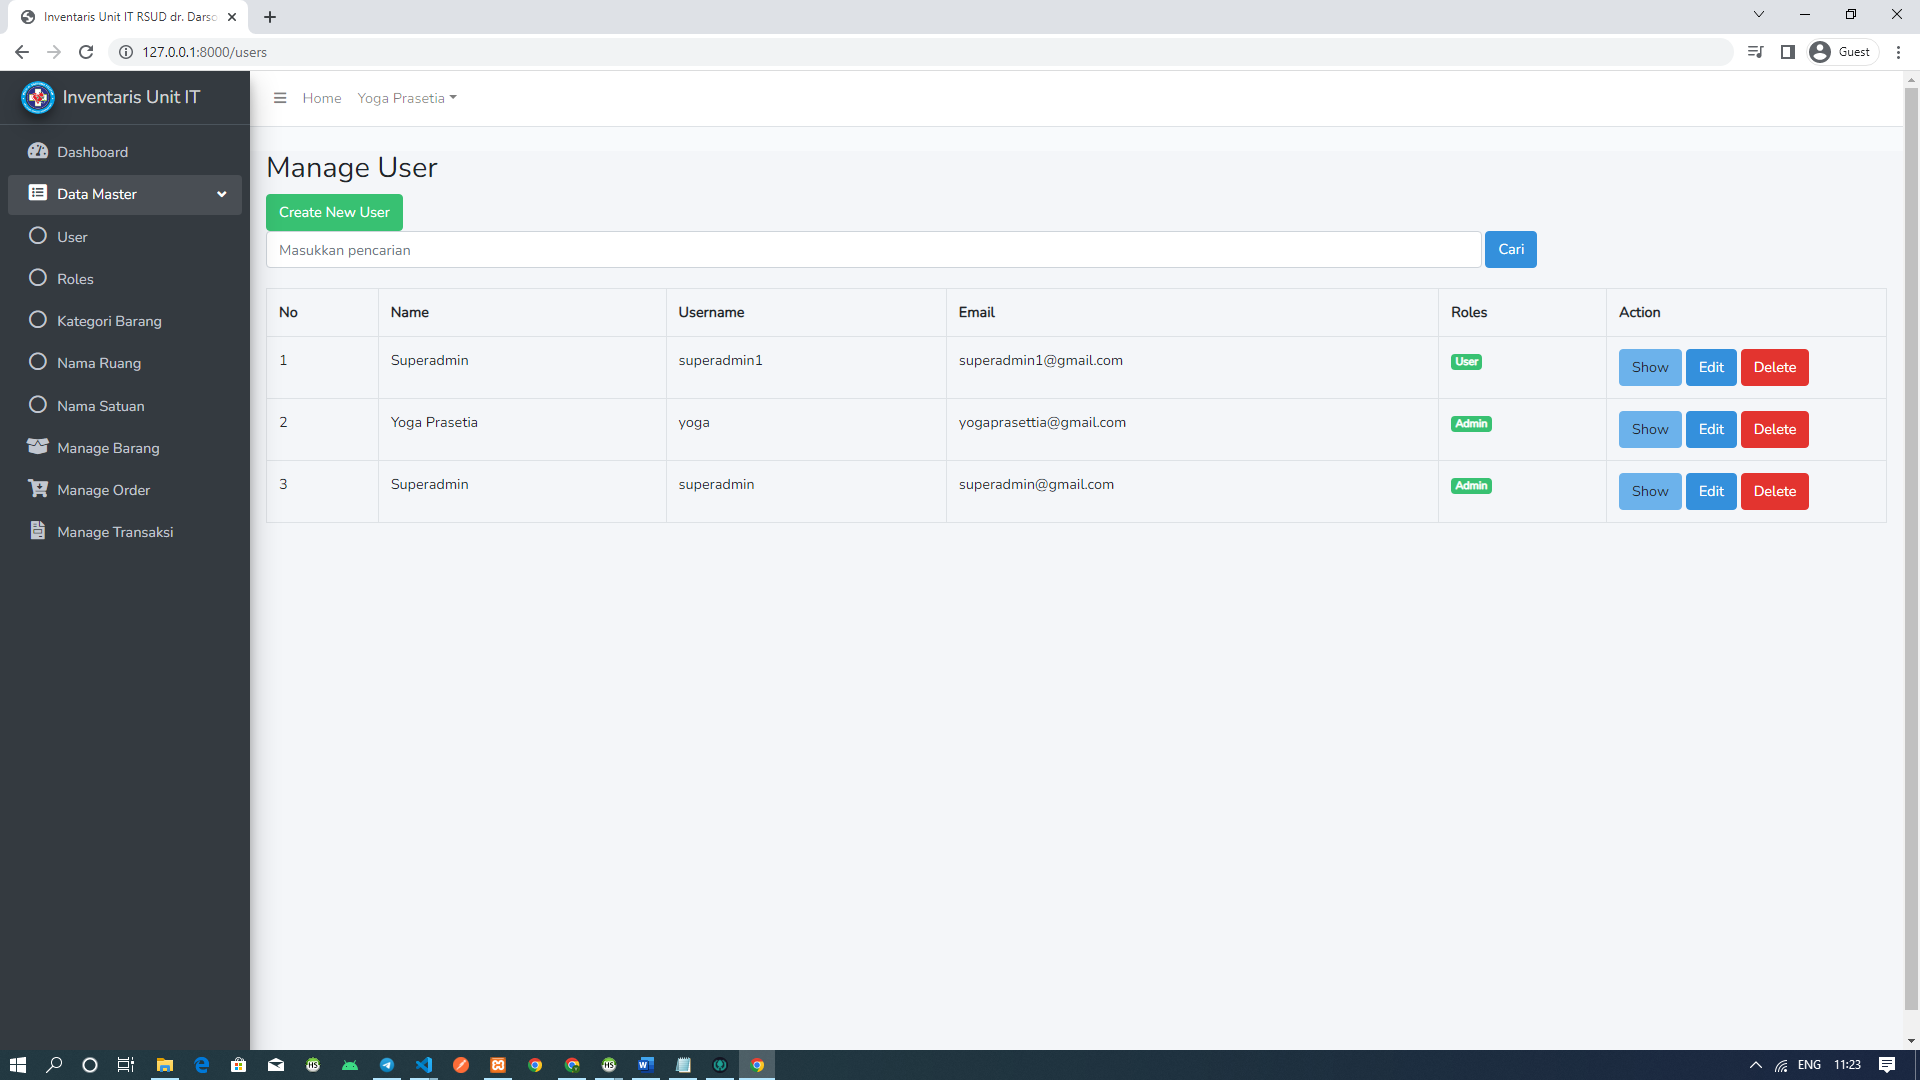 Inventaris Unit IT RSUD dr. Darso
127.0.0.1:8000/users
Guest
Inventaris Unit IT
Home Yoga Prasetia
Dashboard
Data Master
User
Roles
Kategori Barang
Nama Ruang
Nama Satuan
Manage Barang
Manage Order
Manage Transaksi
Manage User
Create New User
Masukkan pencarian Cari
No Name Username Email Roles Action
1 Superadmin superadmin1 superadmin1@gmail.com User Show Edit Delete
2 Yoga Prasetia yoga yogaprasettia@gmail.com Admin Show Edit Delete
3 Superadmin superadmin superadmin@gmail.com Admin Show Edit Delete
ENG 11:23